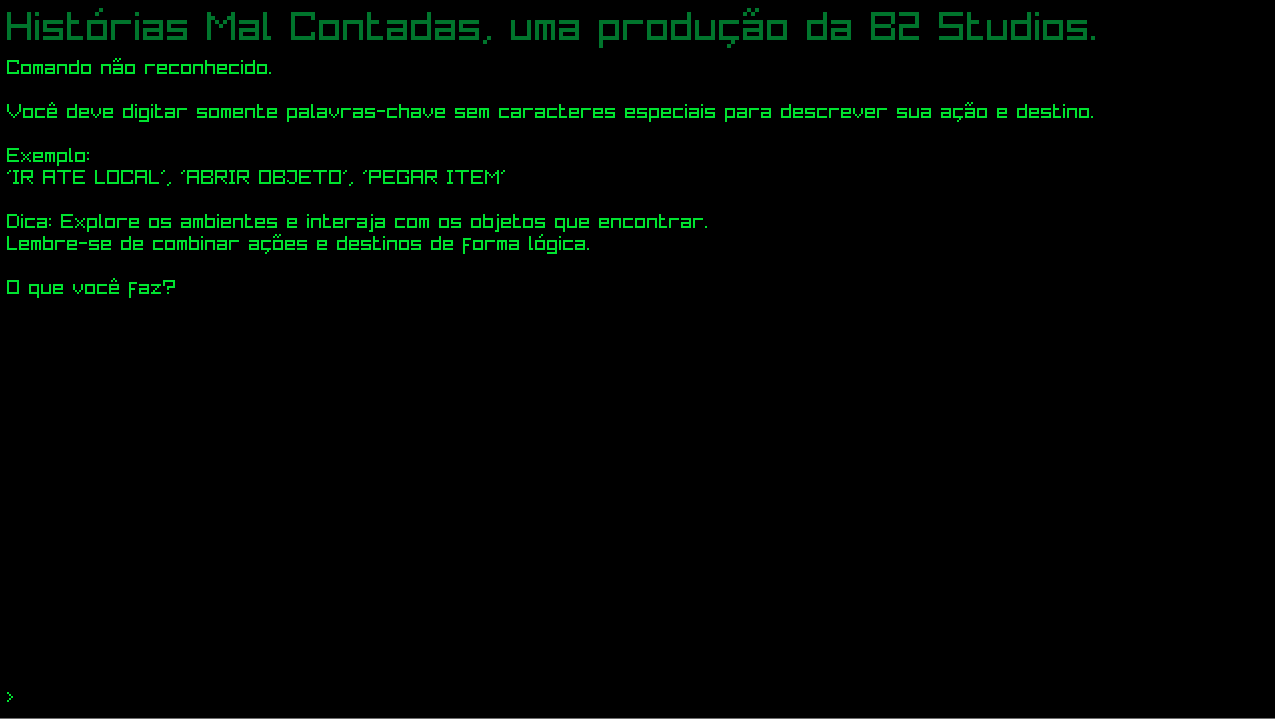 Histórias Mal Contadas, uma produção da B2 Studios.
Comando não reconhecido.
Você deve digitar somente palavras-chave sem caracteres especiais para descrever sua ação e destino.
Exemplo:
'IR ATE LOCAL', 'ABRIR OBJETO', 'PEGAR ITEM'
Dica: Explore os ambientes e interaja com os objetos que encontrar.
Lembre-se de combinar ações e destinos de forma lógica.
O que você faz?
>